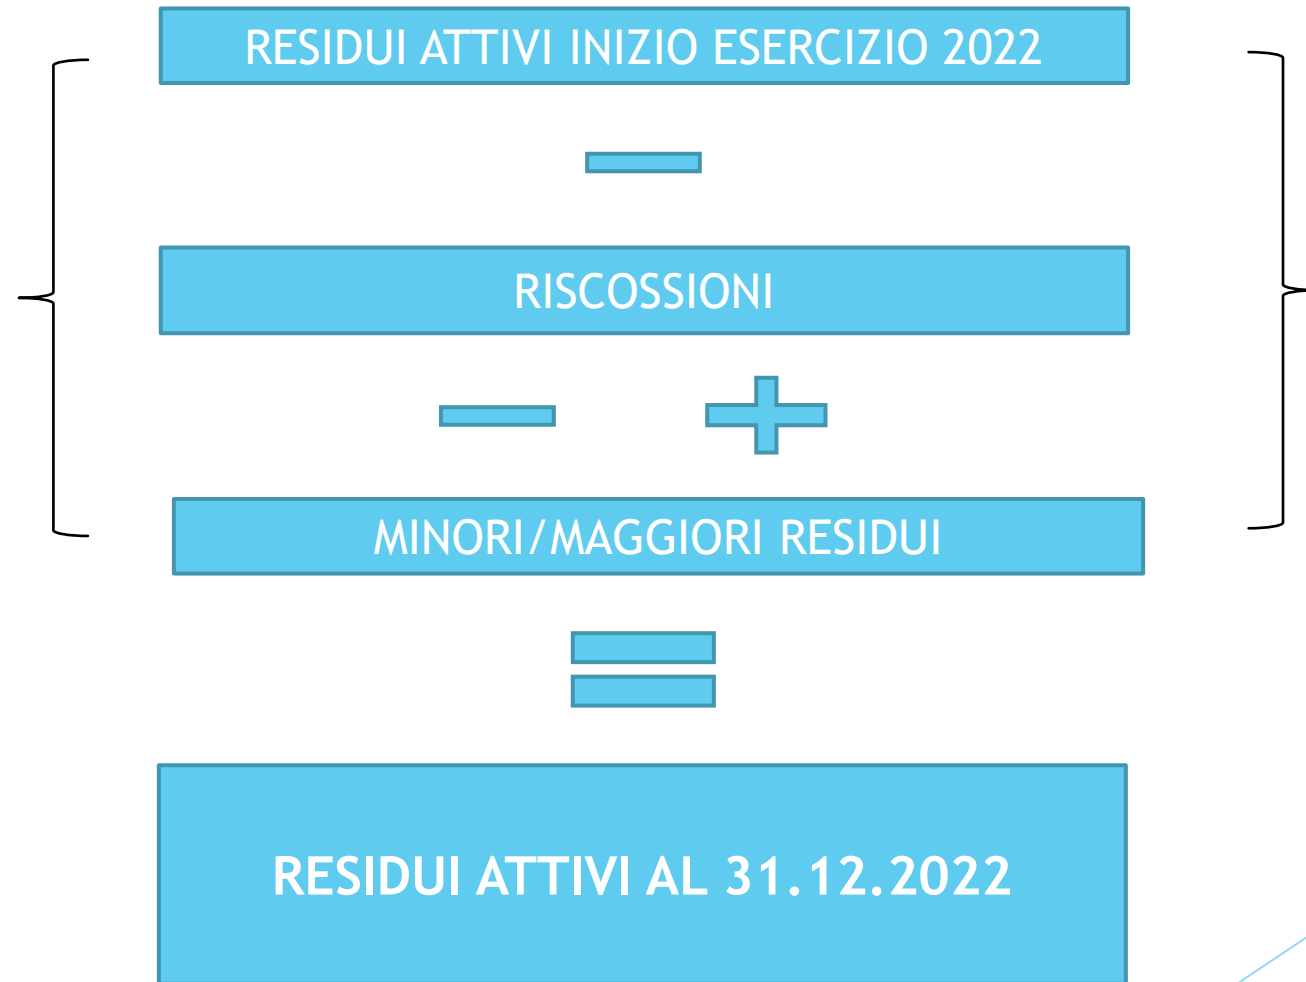 RESIDUI ATTIVI INIZIO ESERCIZIO 2022
RISCOSSIONI
MINORI/MAGGIORI RESIDUI
RESIDUI ATTIVI AL 31.12.2022